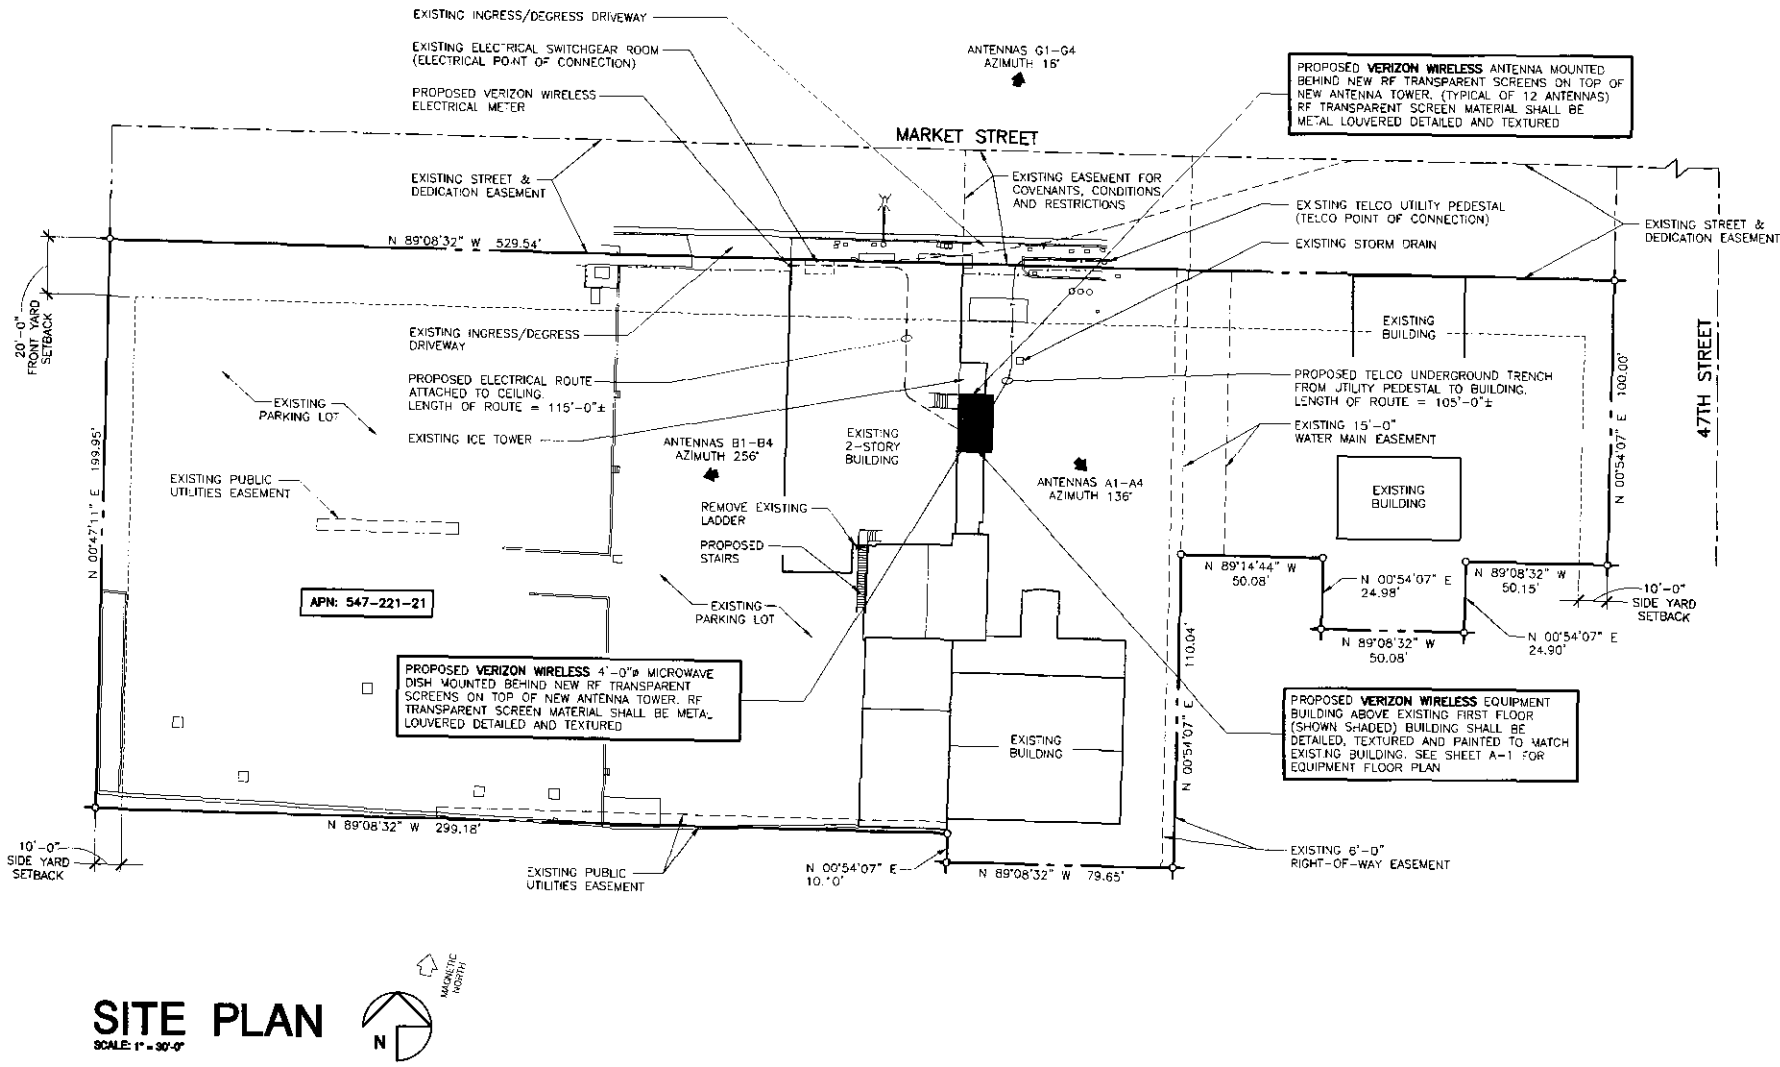 EXISTING INGRESS/DEGRESS DRIVEWAY
EXISTING ELECTRICAL SWITCHGEAR ROOM
(ELECTRICAL POINT OF CONNECTION)
PROPOSED VERIZON WIRELESS
ELECTRICAL METER
ANTENNAS G1-G4
AZIMUTH 16°
PROPOSED VERIZON WIRELESS ANTENNA MOUNTED
BEHIND NEW RF TRANSPARENT SCREENS ON TOP OF
NEW ANTENNA TOWER. (TYPICAL OF 12 ANTENNAS)
RF TRANSPARENT SCREEN MATERIAL SHALL BE
METAL LOUVERED DETAILED AND TEXTURED
MARKET STREET
EXISTING STREET &
DEDICATION EASEMENT
EXISTING EASEMENT FOR
COVENANTS, CONDITIONS
AND RESTRICTIONS
EXISTING TELCO UTILITY PEDESTAL
(TELCO POINT OF CONNECTION)
EXISTING STORM DRAIN
EXISTING STREET &
DEDICATION EASEMENT
N 89°08'32" W 529.54'
20'-0"
FRONT YARD
SETBACK
EXISTING INGRESS/DEGRESS
DRIVEWAY
PROPOSED ELECTRICAL ROUTE
ATTACHED TO CEILING.
LENGTH OF ROUTE = 115'-0"±
EXISTING ICE TOWER
EXISTING
PARKING LOT
ANTENNAS B1-B4
AZIMUTH 256°
EXISTING
2-STORY
BUILDING
EXISTING
BUILDING
PROPOSED TELCO UNDERGROUND TRENCH
FROM UTILITY PEDESTAL TO BUILDING.
LENGTH OF ROUTE = 105'-0"±
EXISTING 15'-0"
WATER MAIN EASEMENT
N 00°54'07" E 100.00'
47TH STREET
N 00°47'11" E 199.95'
EXISTING PUBLIC
UTILITIES EASEMENT
ANTENNAS A1-A4
AZIMUTH 136°
EXISTING
BUILDING
REMOVE EXISTING
LADDER
PROPOSED
STAIRS
N 89°14'44" W
50.08'
N 00°54'07" E
24.98'
N 89°08'32" W
50.15'
10'-0"
SIDE YARD
SETBACK
N 89°08'32" W
50.08'
N 00°54'07" E
24.90'
APN: 547-221-21
EXISTING
PARKING LOT
N 00°54'07" E 110.04'
PROPOSED VERIZON WIRELESS 4'-0"ø MICROWAVE
DISH MOUNTED BEHIND NEW RF TRANSPARENT
SCREENS ON TOP OF NEW ANTENNA TOWER. RF
TRANSPARENT SCREEN MATERIAL SHALL BE METAL
LOUVERED DETAILED AND TEXTURED
PROPOSED VERIZON WIRELESS EQUIPMENT
BUILDING ABOVE EXISTING FIRST FLOOR
(SHOWN SHADED) BUILDING SHALL BE
DETAILED, TEXTURED AND PAINTED TO MATCH
EXISTING BUILDING. SEE SHEET A-1 FOR
EQUIPMENT FLOOR PLAN
EXISTING
BUILDING
N 89°08'32" W 299.18'
10'-0"
SIDE YARD
SETBACK
EXISTING PUBLIC
UTILITIES EASEMENT
N 00°54'07" E
10.10'
N 89°08'32" W 79.65'
EXISTING 6'-0"
RIGHT-OF-WAY EASEMENT
MAGNETIC
NORTH
SITE PLAN
SCALE: 1" = 30'-0"
N